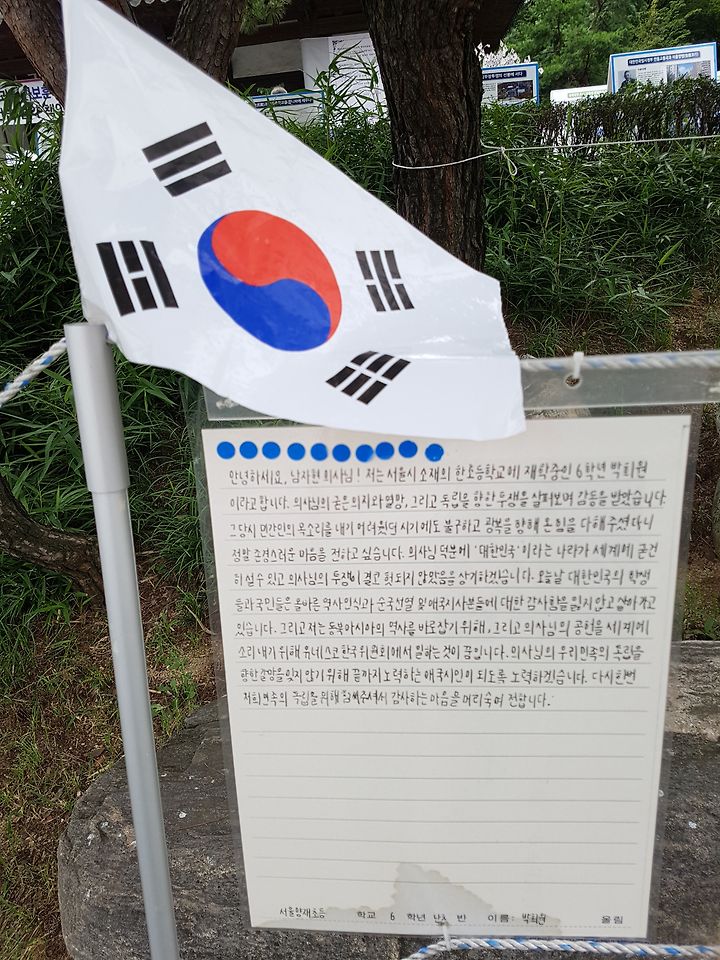 안녕하세요, 남자현 의사님! 저는 서울시 소재의 한 초등학교에 재학중인 6학년 박희원
이라고 합니다. 의사님의 굳은 의지와 열망, 그리고 독립을 향한 투쟁을 살펴보며 감동을 받았습니다.
그 당시 민간인의 목소리를 내기 어려웠던 시기에도 불구하고 광복을 향해 온 힘을 다해주셨다니
정말 존경스러운 마음을 전하고 싶습니다. 의사님 덕분에 '대한민국'이라는 나라가 세계에 굳건
히 설 수 있고 의사님의 투쟁이 결코 헛되지 않았음을 상기하겠습니다. 오늘날 대한민국의 학생
들과 국민들은 올바른 역사인식과 순국선열 및 애국지사분들에 대한 감사함을 잊지 않고 살아가고
있습니다. 그리고 저는 동북아시아의 역사를 바로잡기 위해, 그리고 의사님의 공헌을 세계에
소리내기 위해 유네스코 한국위원회에서 일하는 것이 꿈입니다. 의사님의 우리민족의 독립을
향한 갈망을 잊지 않기 위해 끝까지 노력하는 애국시민이 되도록 노력하겠습니다. 다시 한번
저희 민족의 독립을 위해 힘써주셔서 감사하는 마음을 머리숙여 전합니다.
학교 6 학년 반 이름: 박희원 올림